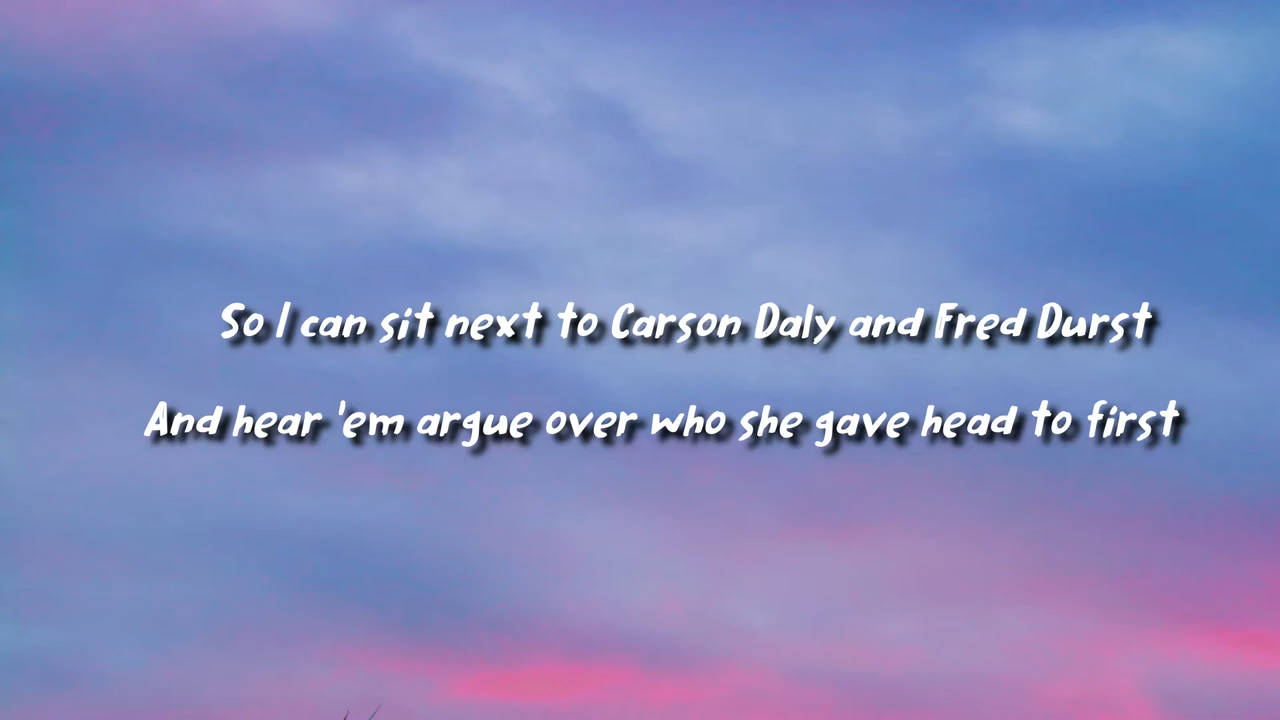 So I can sit next to Carson Daly and Fred Durst
And hear 'em argue over who she gave head to first